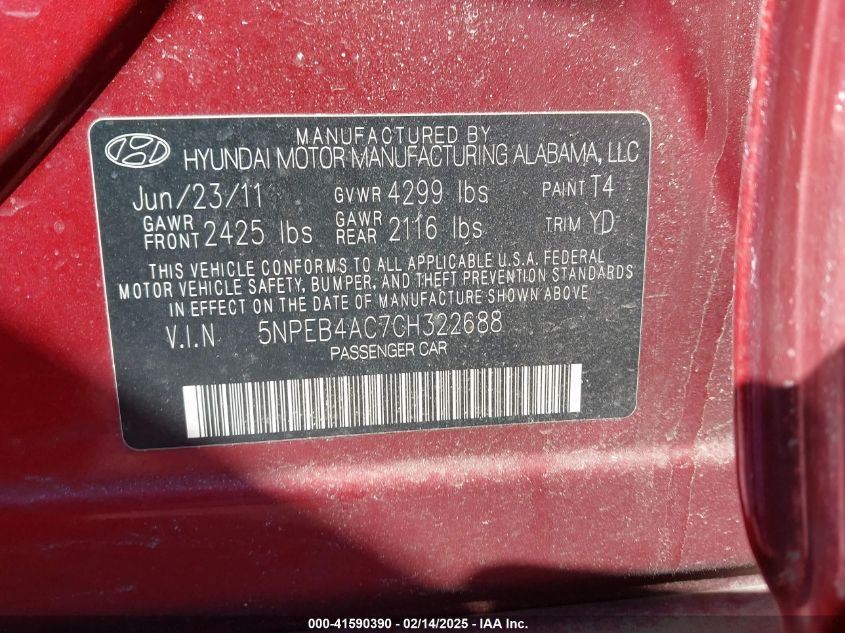 MANUFACTURED BY
HYUNDAI MOTOR MANUFACTURING ALABAMA, LLC
Jun/23/11 GVWR 4299 lbs PAINT T4
GAWR FRONT 2425 lbs GAWR REAR 2116 lbs TRIM YD
THIS VEHICLE CONFORMS TO ALL APPLICABLE U.S.A. FEDERAL
MOTOR VEHICLE SAFETY, BUMPER, AND THEFT PREVENTION STANDARDS
IN EFFECT ON THE DATE OF MANUFACTURE SHOWN ABOVE
V.I.N 5NPEB4AC7CH322688
PASSENGER CAR
000-41590390 - 02/14/2025 - IAA Inc.